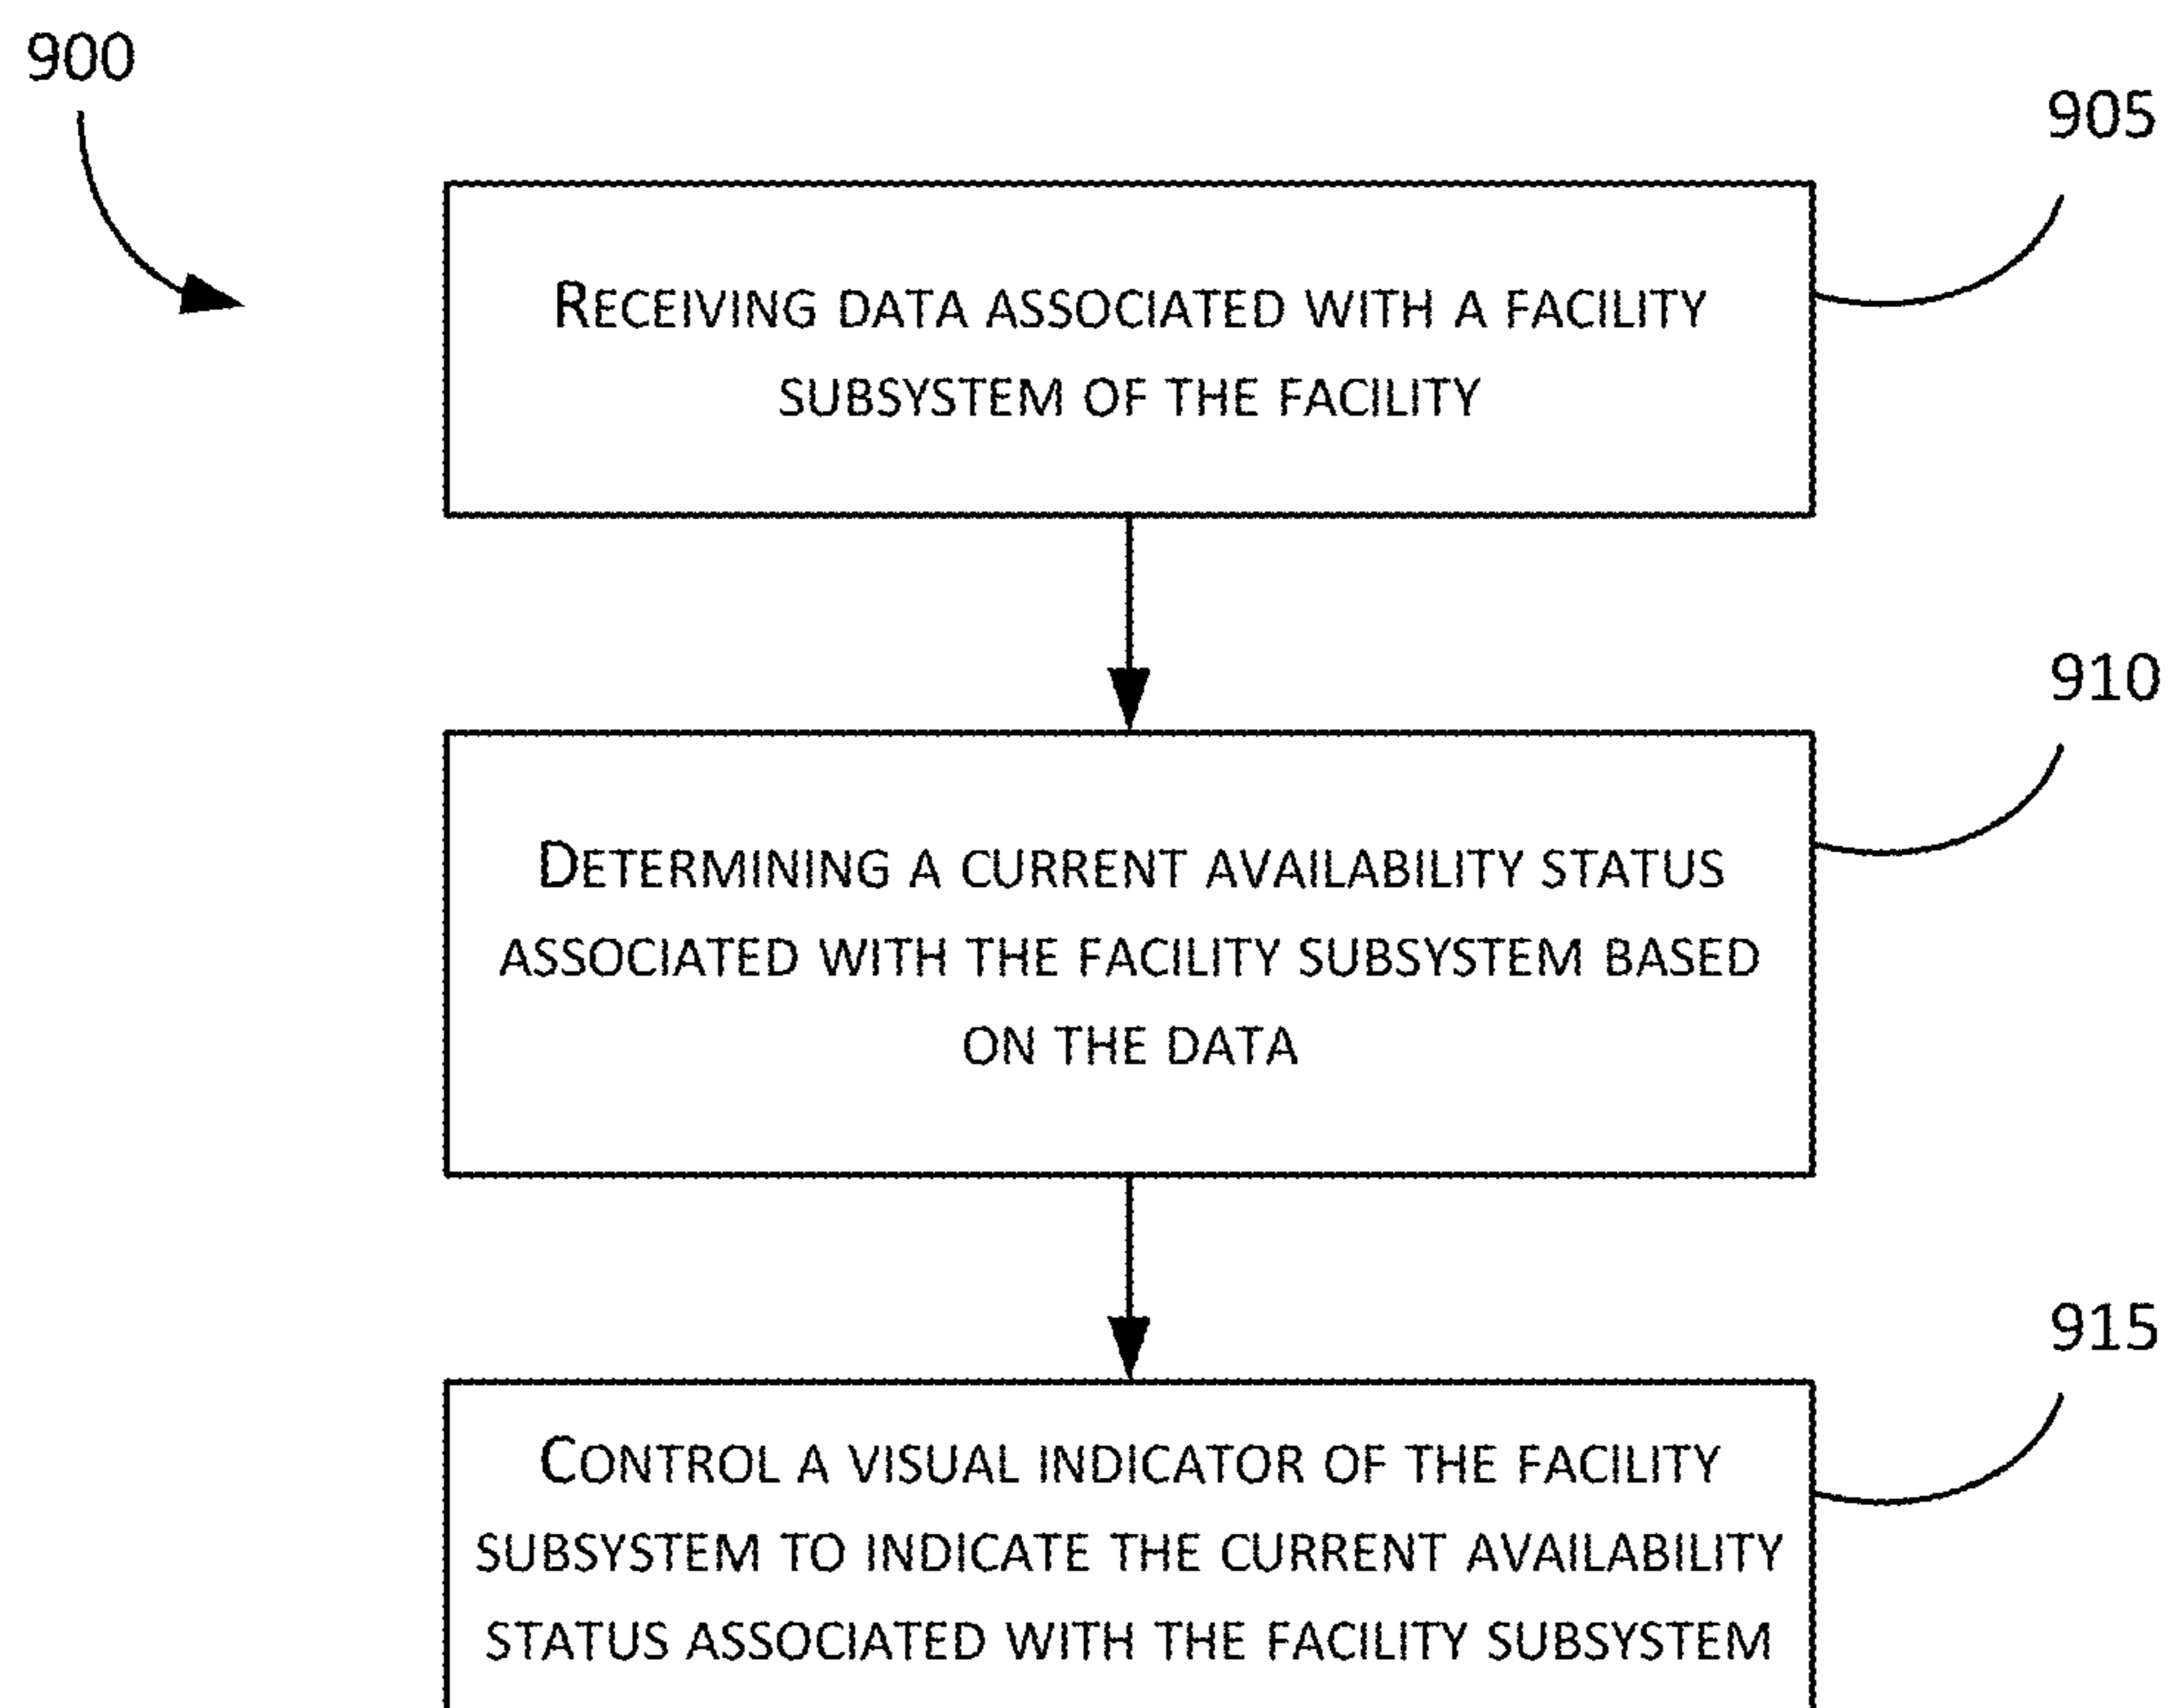 900
905
RECEIVING DATA ASSOCIATED WITH A FACILITY
SUBSYSTEM OF THE FACILITY
910
DETERMINING A CURRENT AVAILABILITY STATUS
ASSOCIATED WITH THE FACILITY SUBSYSTEM BASED
ON THE DATA
915
CONTROL A VISUAL INDICATOR OF THE FACILITY
SUBSYSTEM TO INDICATE THE CURRENT AVAILABILITY
STATUS ASSOCIATED WITH THE FACILITY SUBSYSTEM